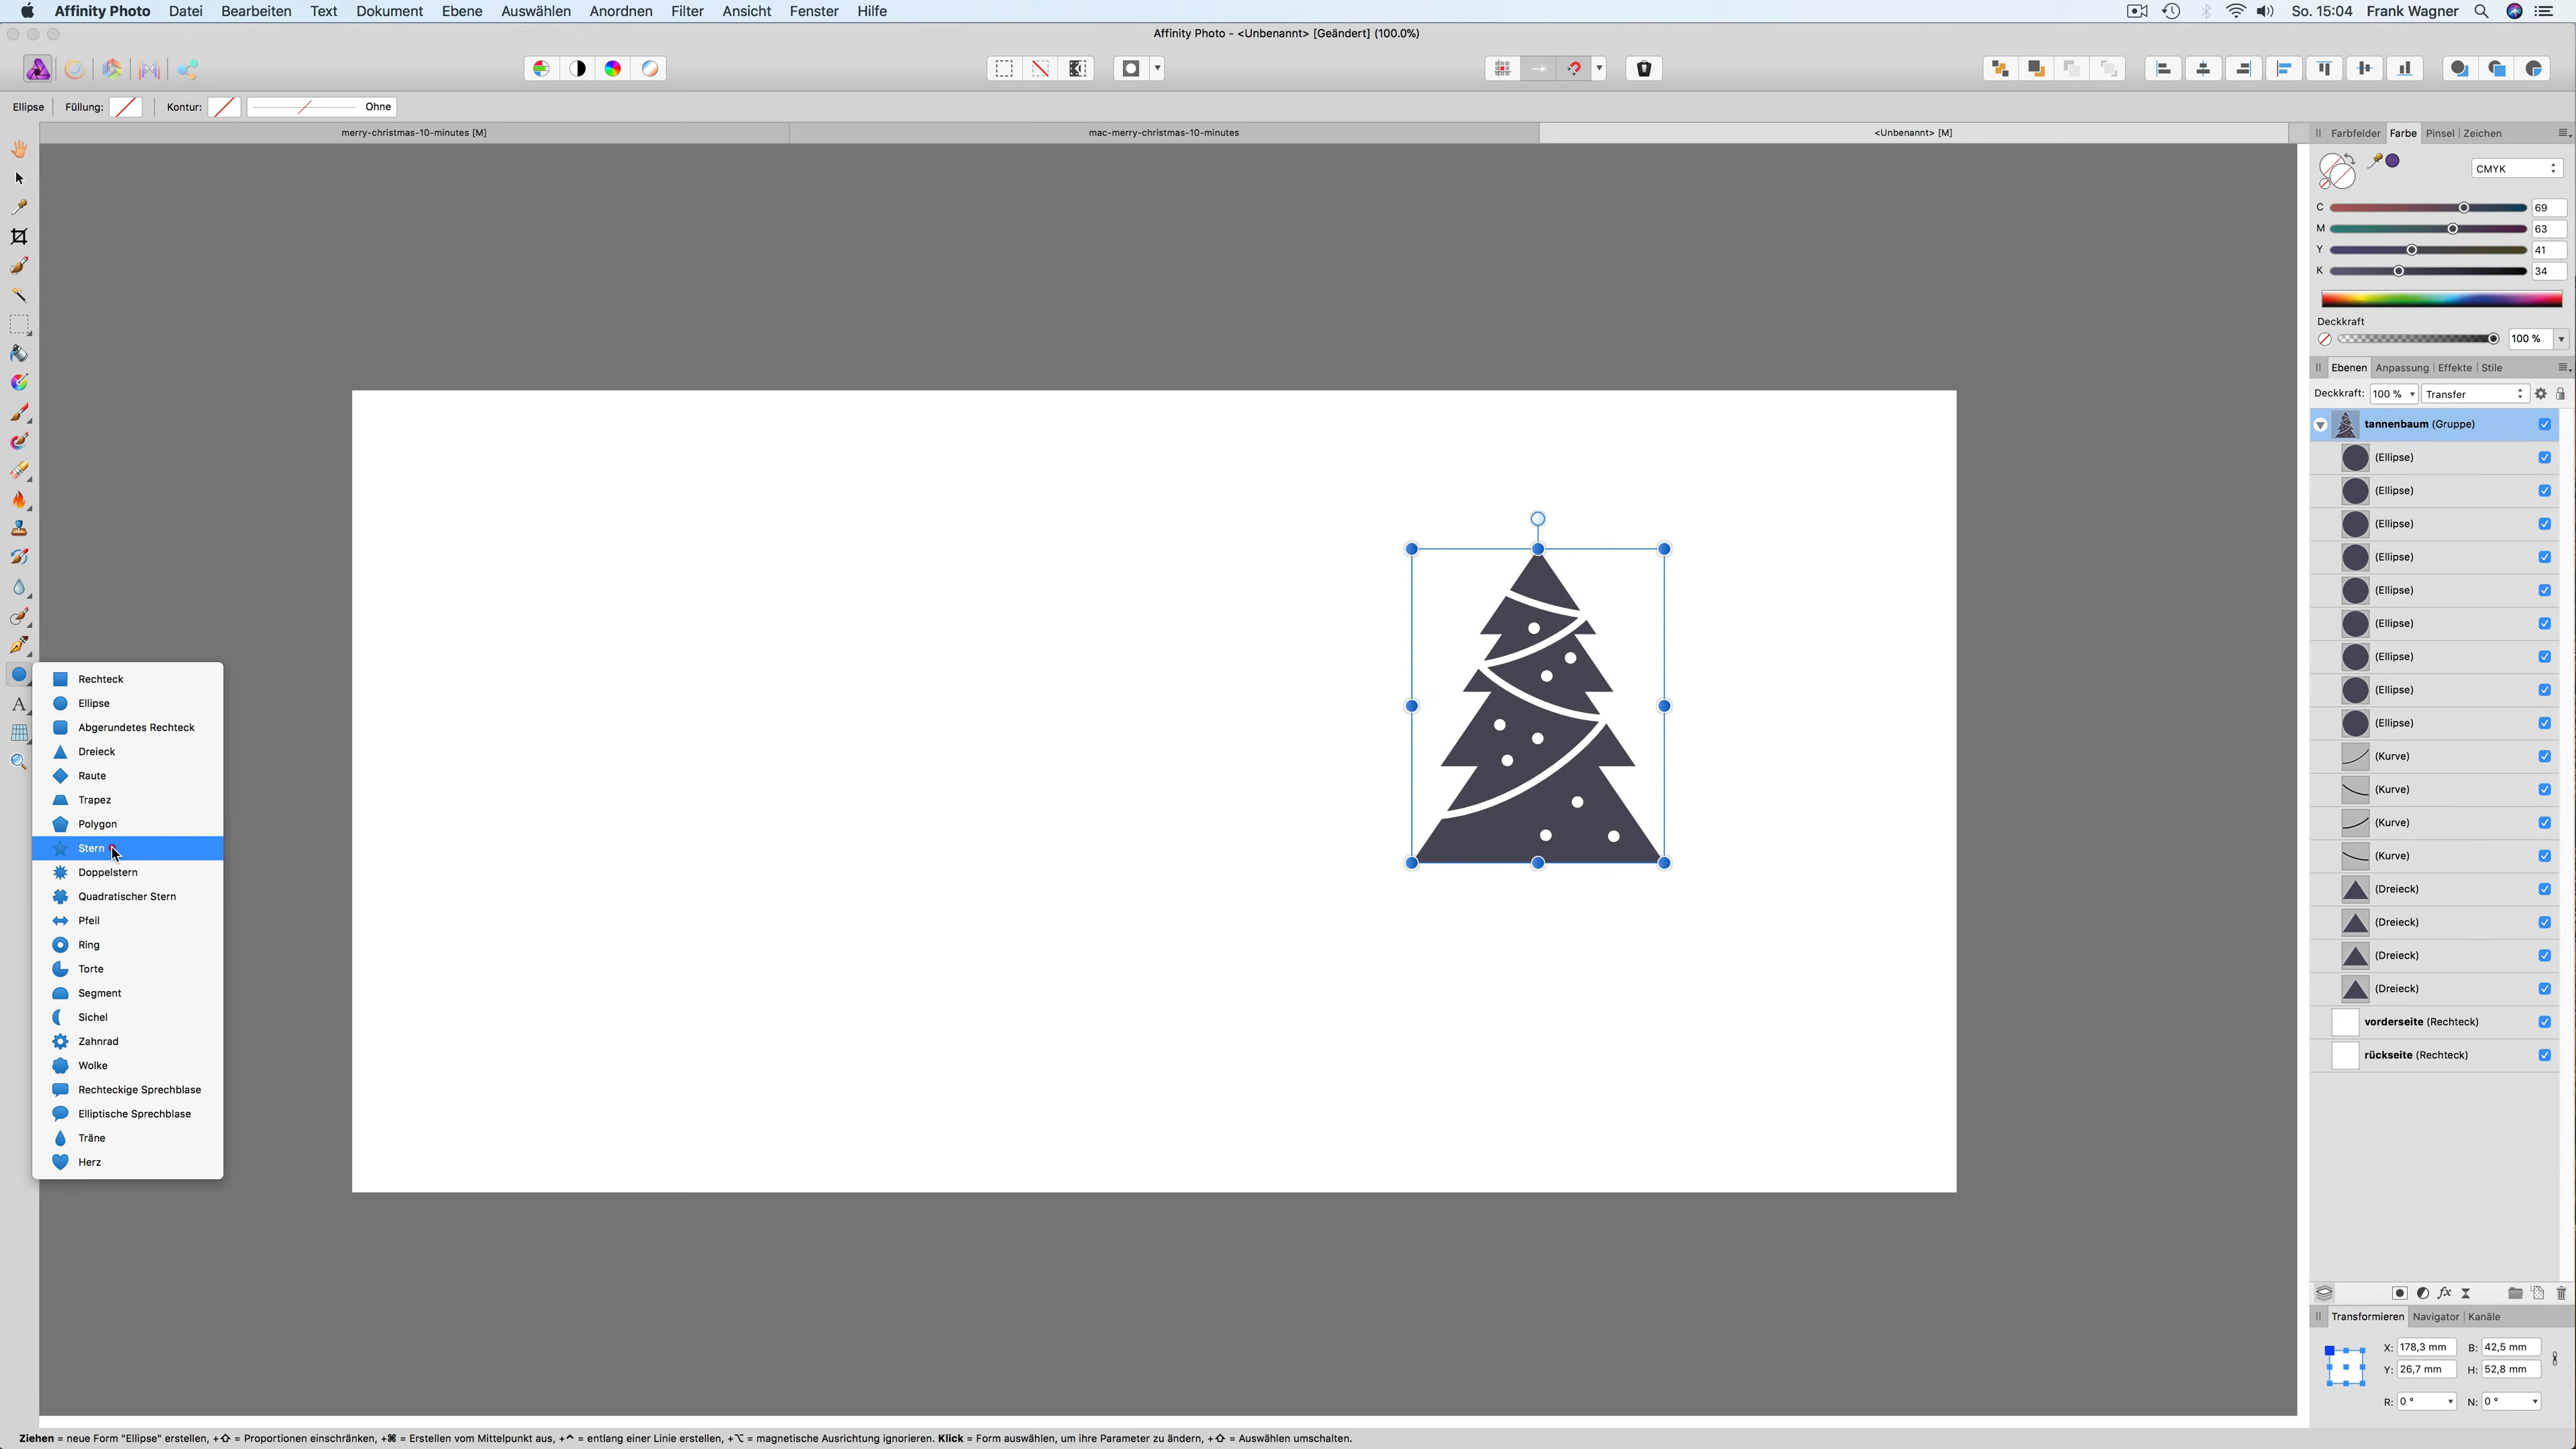 Affinity Photo Datei Bearbeiten Text Dokument Ebene Auswählen Anordnen Filter Ansicht Fenster Hilfe So. 15:04 Frank Wagner
Affinity Photo - <Unbenannt> [Geändert] (100.0%)
Ellipse Füllung: Kontur: Ohne
merry-christmas-10-minutes [M] mac-merry-christmas-10-minutes <Unbenannt> [M]
Farbfelder Farbe Pinsel Zeichen
CMYK
C 69
M 63
Y 41
K 34
Deckkraft
100 %
Ebenen Anpassung Effekte Stile
Deckkraft: 100 % Transfer
tannenbaum (Gruppe)
(Ellipse)
(Ellipse)
(Ellipse)
(Ellipse)
(Ellipse)
(Ellipse)
(Ellipse)
(Ellipse)
(Ellipse)
(Kurve)
(Kurve)
(Kurve)
(Kurve)
(Dreieck)
(Dreieck)
(Dreieck)
(Dreieck)
vorderseite (Rechteck)
rückseite (Rechteck)
Rechteck
Ellipse
Abgerundetes Rechteck
Dreieck
Raute
Trapez
Polygon
Stern
Doppelstern
Quadratischer Stern
Pfeil
Ring
Torte
Segment
Sichel
Zahnrad
Wolke
Rechteckige Sprechblase
Elliptische Sprechblase
Träne
Herz
A
fx
Transformieren Navigator Kanäle
X: 178,3 mm B: 42,5 mm
Y: 26,7 mm H: 52,8 mm
R: 0 ° N: 0 °
Ziehen = neue Form "Ellipse" erstellen, +⇧ = Proportionen einschränken, +⌘ = Erstellen vom Mittelpunkt aus, +^ = entlang einer Linie erstellen, +⌥ = magnetische Ausrichtung ignorieren. Klick = Form auswählen, um ihre Parameter zu ändern, +⇧ = Auswählen umschalten.